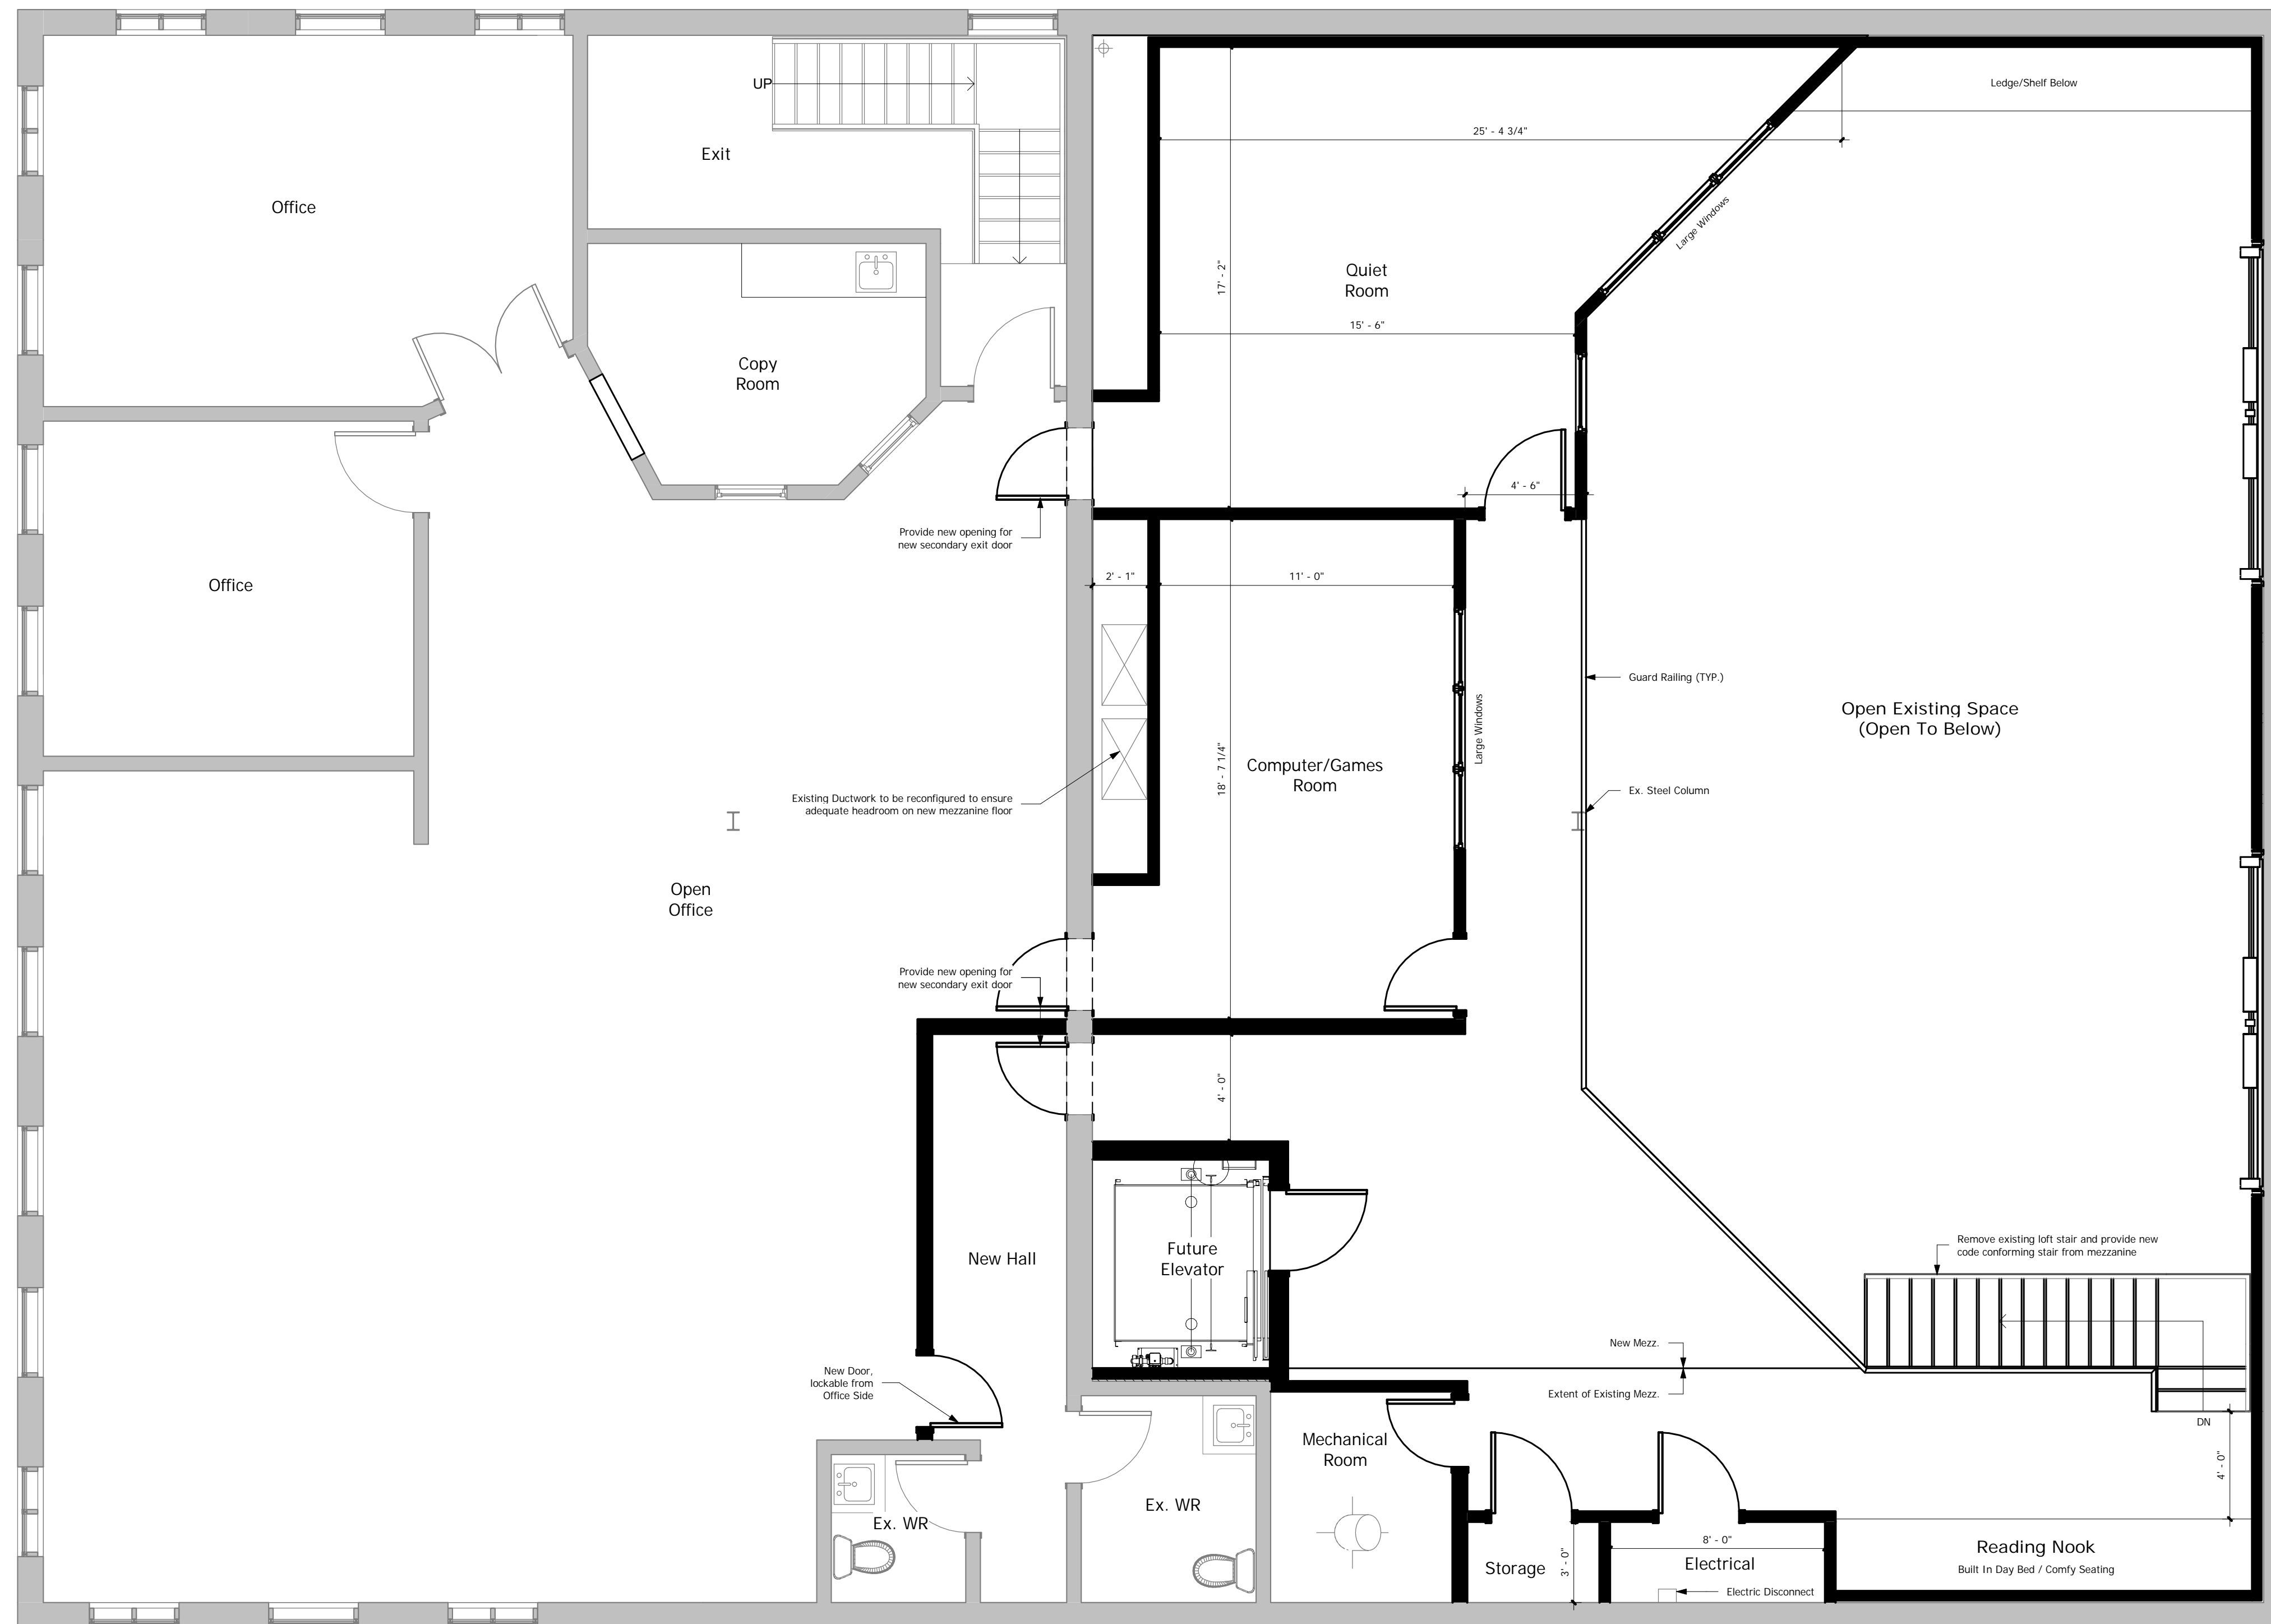 UP
Ledge/Shelf Below
25' - 4 3/4"
Exit
Office
Large Windows
17' - 2"
Quiet
Room
15' - 6"
Copy
Room
4' - 6"
Provide new opening for
new secondary exit door
2' - 1"
11' - 0"
Office
Guard Railing (TYP.)
Open Existing Space
(Open To Below)
Large Windows
18' - 7 1/4"
Computer/Games
Room
Ex. Steel Column
Existing Ductwork to be reconfigured to ensure
adequate headroom on new mezzanine floor
Open
Office
Provide new opening for
new secondary exit door
4' - 0"
New Hall
Future
Elevator
Remove existing loft stair and provide new
code conforming stair from mezzanine
New Mezz.
Extent of Existing Mezz.
New Door,
lockable from
Office Side
DN
Mechanical
Room
4' - 0"
Ex. WR
Ex. WR
8' - 0"
Reading Nook
Built In Day Bed / Comfy Seating
Storage
3' - 0"
Electrical
Electric Disconnect